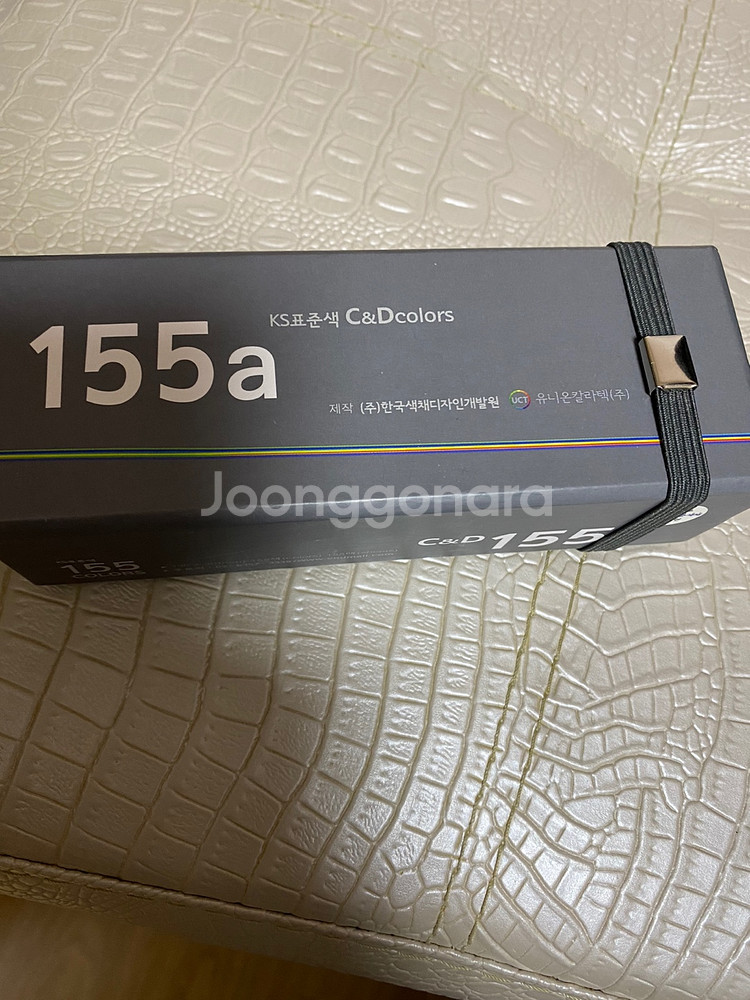 KS표준색 C&Dcolors
155a
제작 (주)한국색채디자인개발원 UCT 유니온칼라텍(주)
Joonggonara
C&D 155
155
COLORS